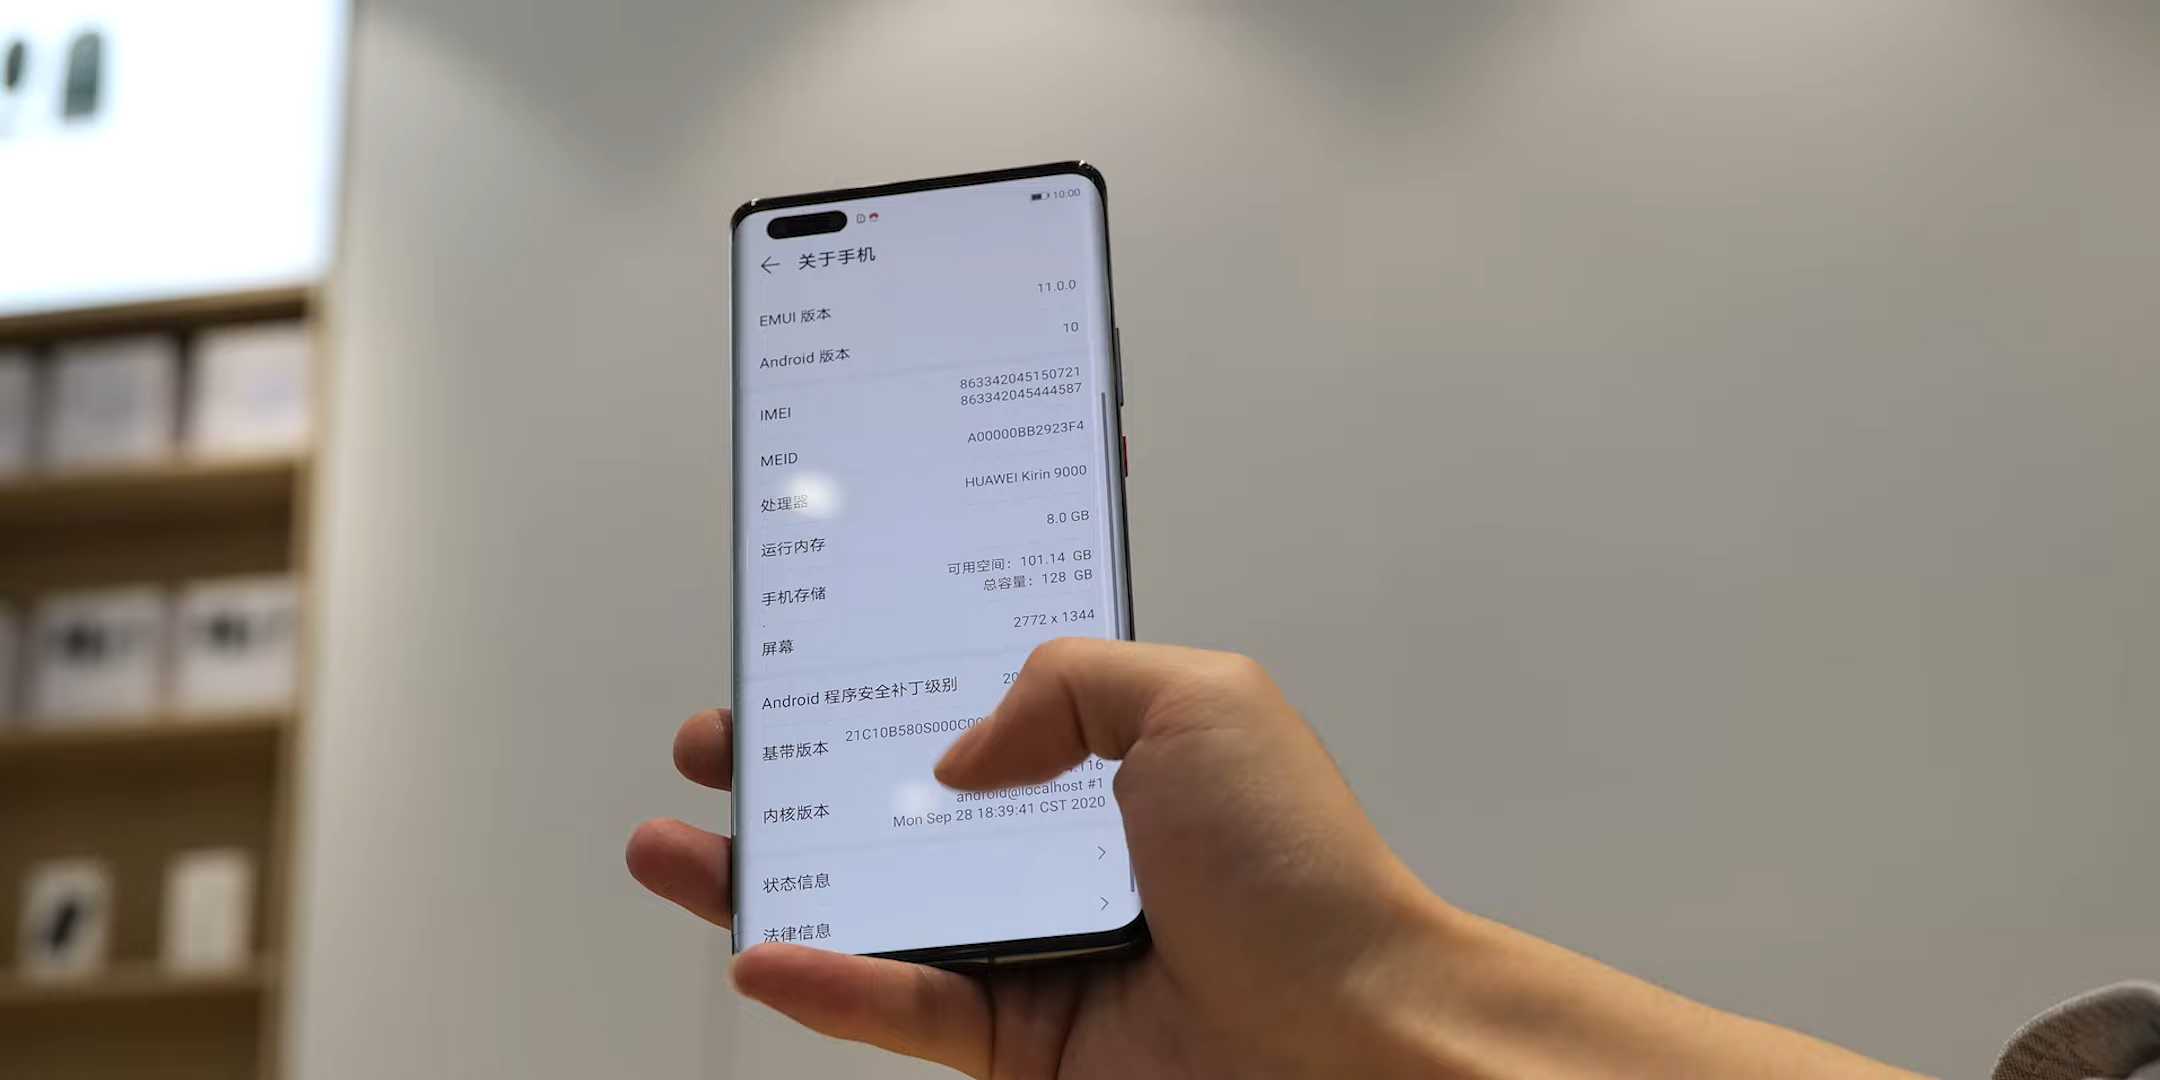 10:00
关于手机
EMUI 版本 11.0.0
Android 版本 10
IMEI 863342045150721
863342045444587
MEID A00000BB2923F4
处理器 HUAWEI Kirin 9000
运行内存 8.0 GB
手机存储 可用空间：101.14 GB
总容量：128 GB
屏幕 2772 x 1344
Android 程序安全补丁级别 20
基带版本 21C10B580S000C00
内核版本 .116
android@localhost #1
Mon Sep 28 18:39:41 CST 2020
状态信息
法律信息